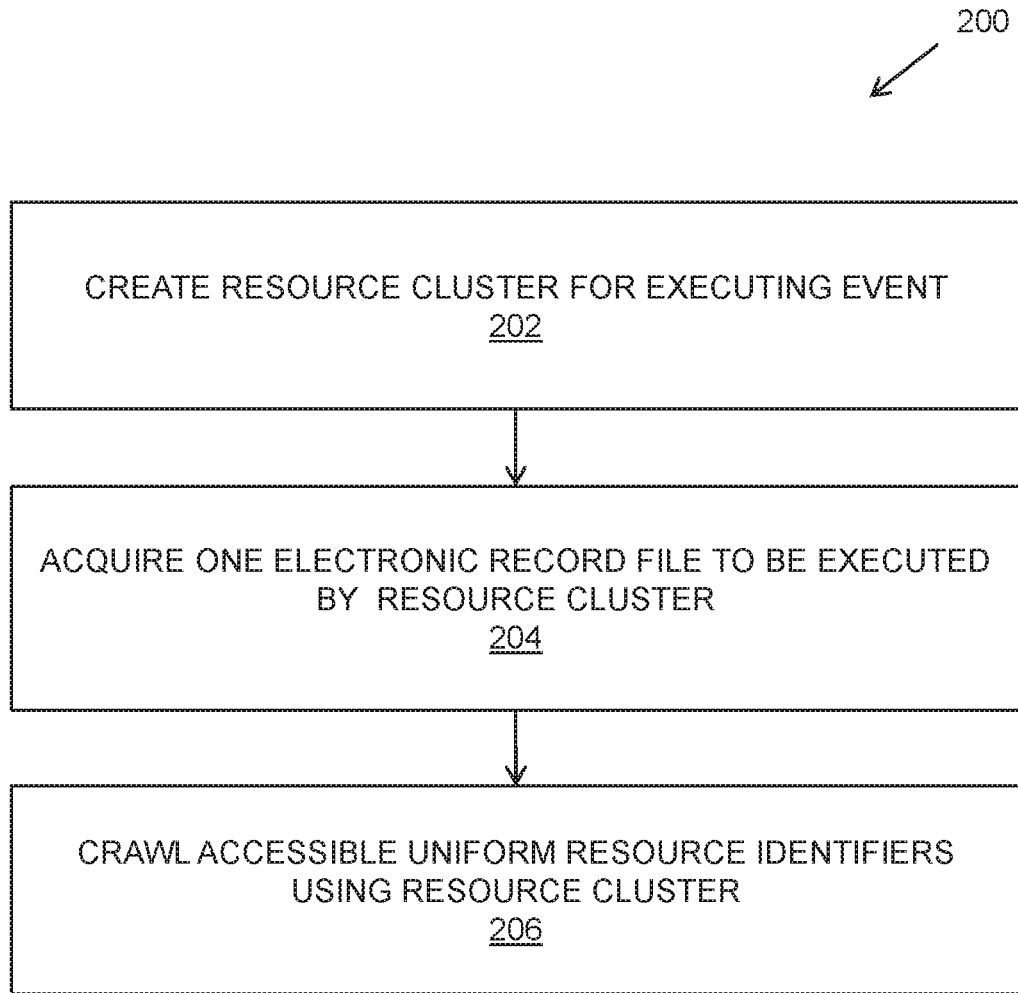 200
CREATE RESOURCE CLUSTER FOR EXECUTING EVENT
202
ACQUIRE ONE ELECTRONIC RECORD FILE TO BE EXECUTED
BY RESOURCE CLUSTER
204
CRAWL ACCESSIBLE UNIFORM RESOURCE IDENTIFIERS
USING RESOURCE CLUSTER
206